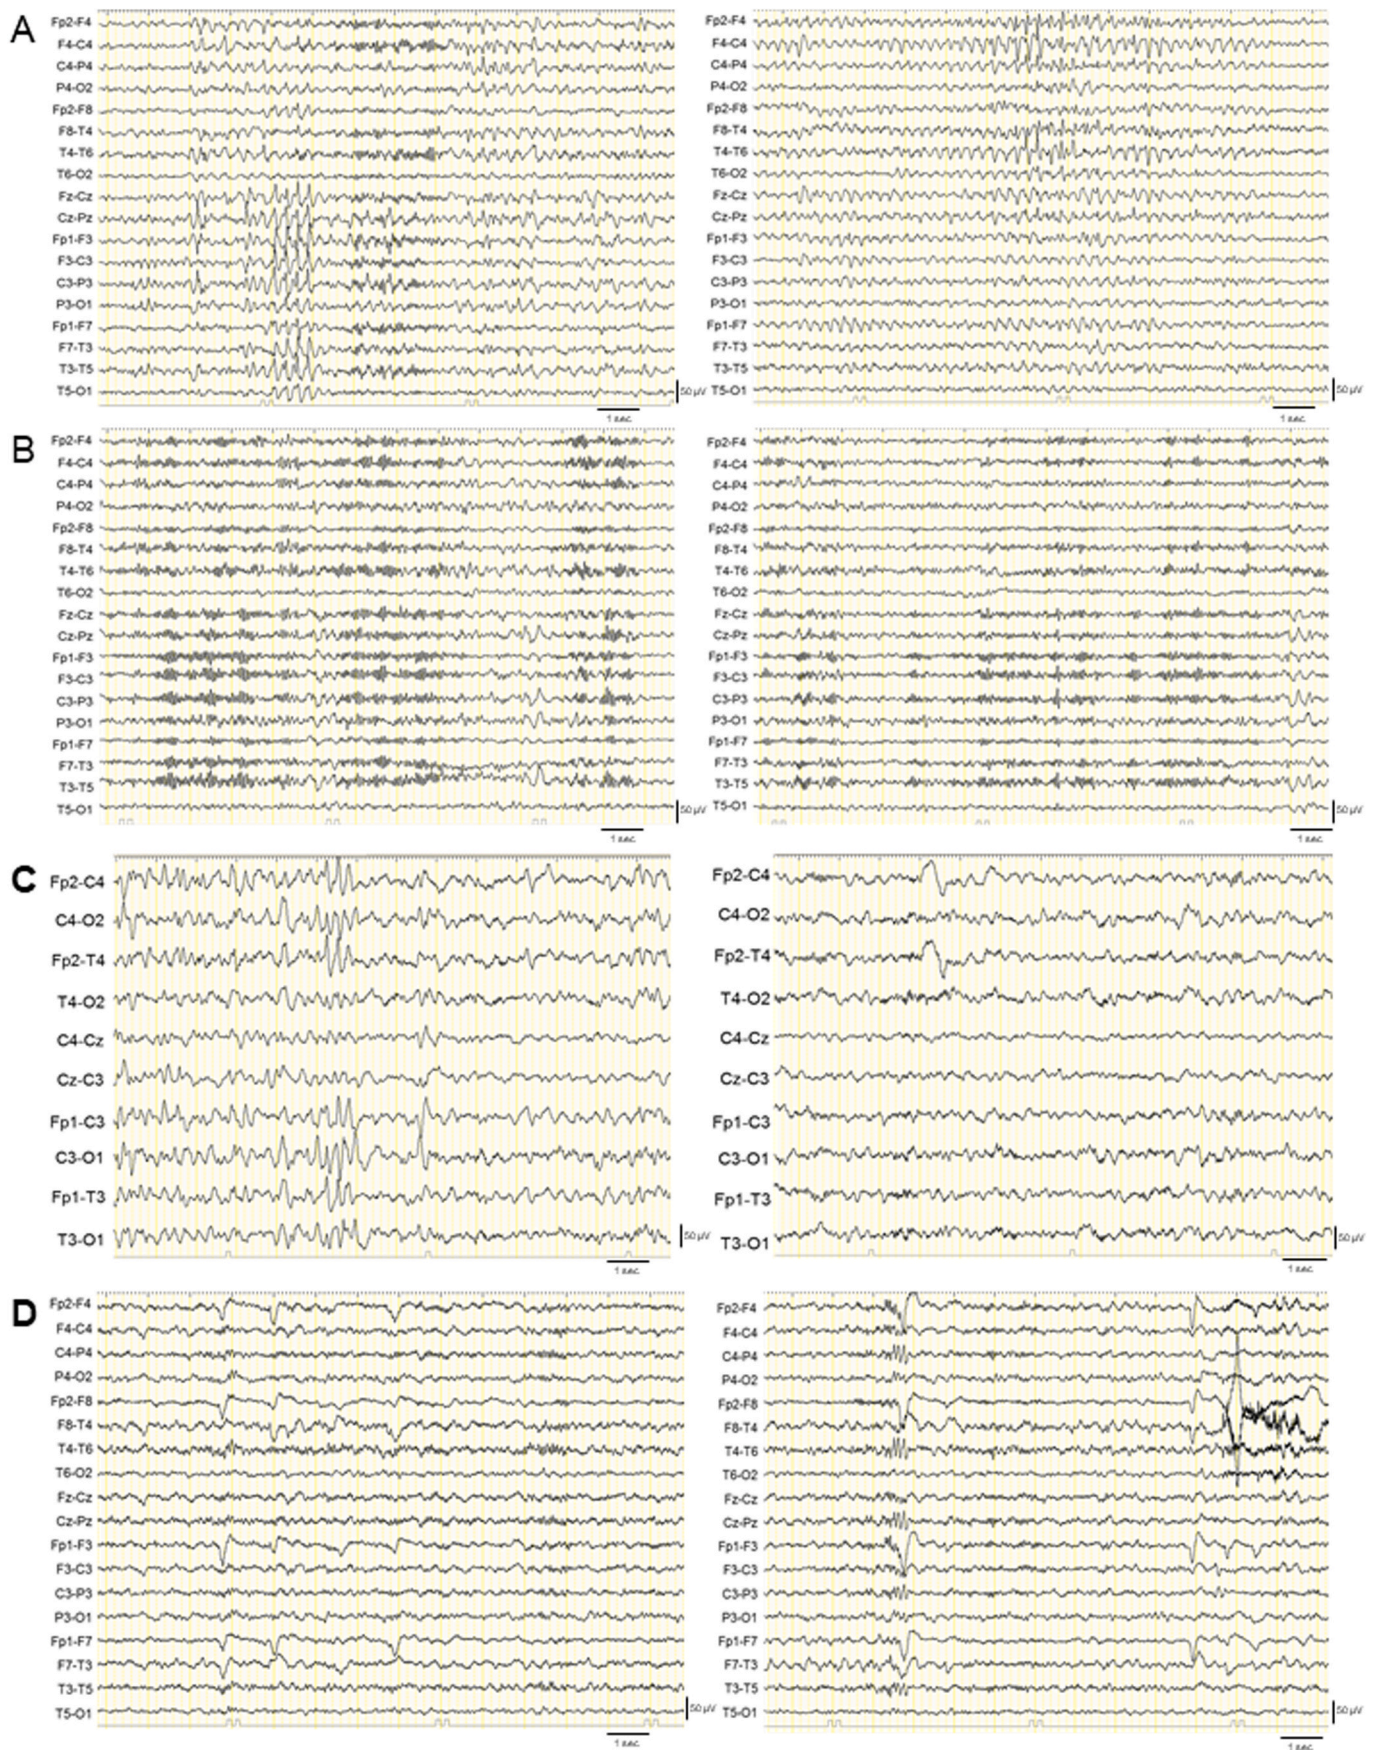 A
Fp2-F4
F4-C4
C4-P4
P4-O2
Fp2-F8
F8-T4
T4-T6
T6-O2
Fz-Cz
Cz-Pz
Fp1-F3
F3-C3
C3-P3
P3-O1
Fp1-F7
F7-T3
T3-T5
T5-O1
50 µV
1 sec
Fp2-F4
F4-C4
C4-P4
P4-O2
Fp2-F8
F8-T4
T4-T6
T6-O2
Fz-Cz
Cz-Pz
Fp1-F3
F3-C3
C3-P3
P3-O1
Fp1-F7
F7-T3
T3-T5
T5-O1
50 µV
1 sec
B
Fp2-F4
F4-C4
C4-P4
P4-O2
Fp2-F8
F8-T4
T4-T6
T6-O2
Fz-Cz
Cz-Pz
Fp1-F3
F3-C3
C3-P3
P3-O1
Fp1-F7
F7-T3
T3-T5
T5-O1
50 µV
1 sec
Fp2-F4
F4-C4
C4-P4
P4-O2
Fp2-F8
F8-T4
T4-T6
T6-O2
Fz-Cz
Cz-Pz
Fp1-F3
F3-C3
C3-P3
P3-O1
Fp1-F7
F7-T3
T3-T5
T5-O1
50 µV
1 sec
C
Fp2-C4
C4-O2
Fp2-T4
T4-O2
C4-Cz
Cz-C3
Fp1-C3
C3-O1
Fp1-T3
T3-O1
50 µV
1 sec
Fp2-C4
C4-O2
Fp2-T4
T4-O2
C4-Cz
Cz-C3
Fp1-C3
C3-O1
Fp1-T3
T3-O1
50 µV
1 sec
D
Fp2-F4
F4-C4
C4-P4
P4-O2
Fp2-F8
F8-T4
T4-T6
T6-O2
Fz-Cz
Cz-Pz
Fp1-F3
F3-C3
C3-P3
P3-O1
Fp1-F7
F7-T3
T3-T5
T5-O1
50 µV
1 sec
Fp2-F4
F4-C4
C4-P4
P4-O2
Fp2-F8
F8-T4
T4-T6
T6-O2
Fz-Cz
Cz-Pz
Fp1-F3
F3-C3
C3-P3
P3-O1
Fp1-F7
F7-T3
T3-T5
T5-O1
50 µV
1 sec